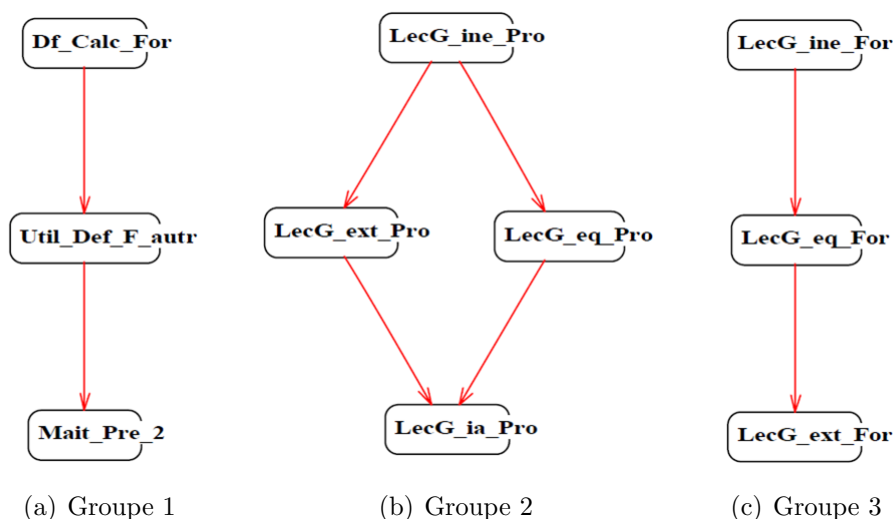 Df_Calc_For
Util_Def_F_autr
Mait_Pre_2
(a) Groupe 1
LecG_ine_Pro
LecG_ext_Pro
LecG_eq_Pro
LecG_ia_Pro
(b) Groupe 2
LecG_ine_For
LecG_eq_For
LecG_ext_For
(c) Groupe 3